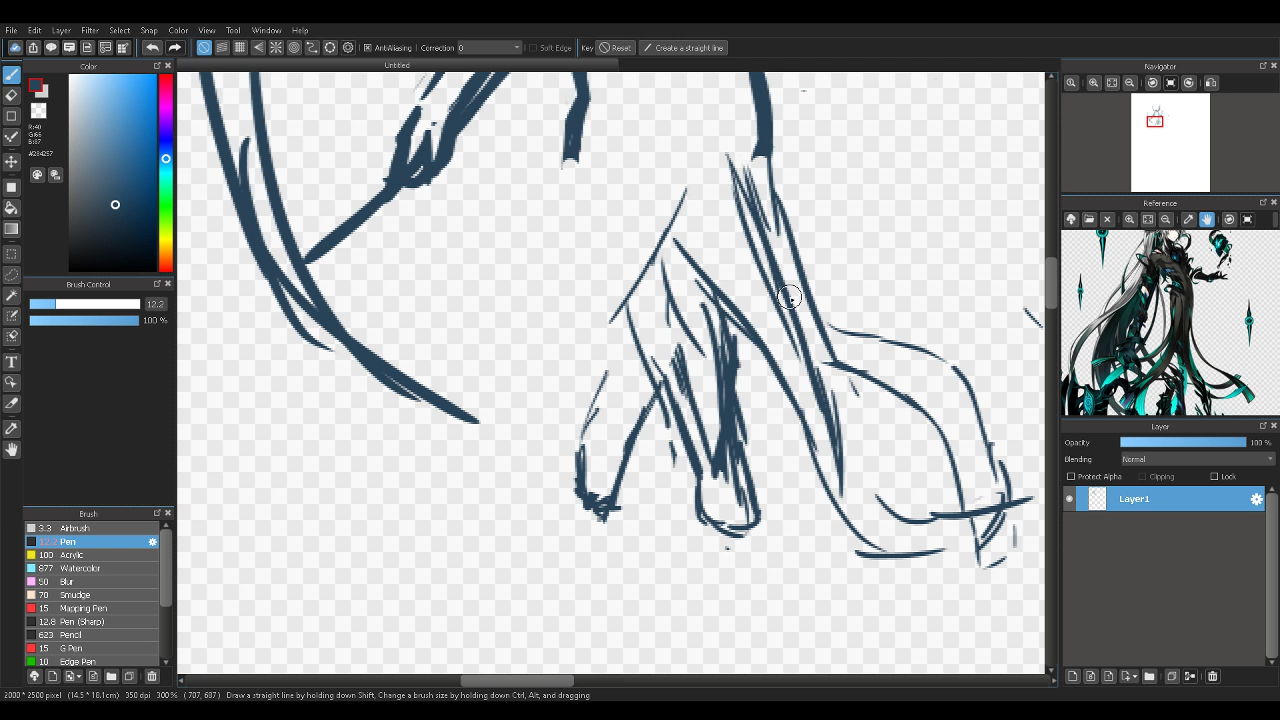 File Edit Layer Filter Select Snap Color View Tool Window Help
AntiAliasing Correction 0 Soft Edge Key Reset Create a straight line
Color
Untitled
Navigator
R:40
G:66
B:87
#284257
Reference
Brush Control
12.2
100 %
Layer
Opacity 100 %
Blending Normal
Protect Alpha Clipping Lock
Layer1
Brush
3.3 Airbrush
12.2 Pen
100 Acrylic
877 Watercolor
50 Blur
70 Smudge
15 Mapping Pen
12.8 Pen (Sharp)
623 Pencil
15 G Pen
10 Edge Pen
2000 * 2500 pixel (14.5 * 18.1cm) 350 dpi 300 % ( 707, 687) Draw a straight line by holding down Shift, Change a brush size by holding down Ctrl, Alt, and dragging